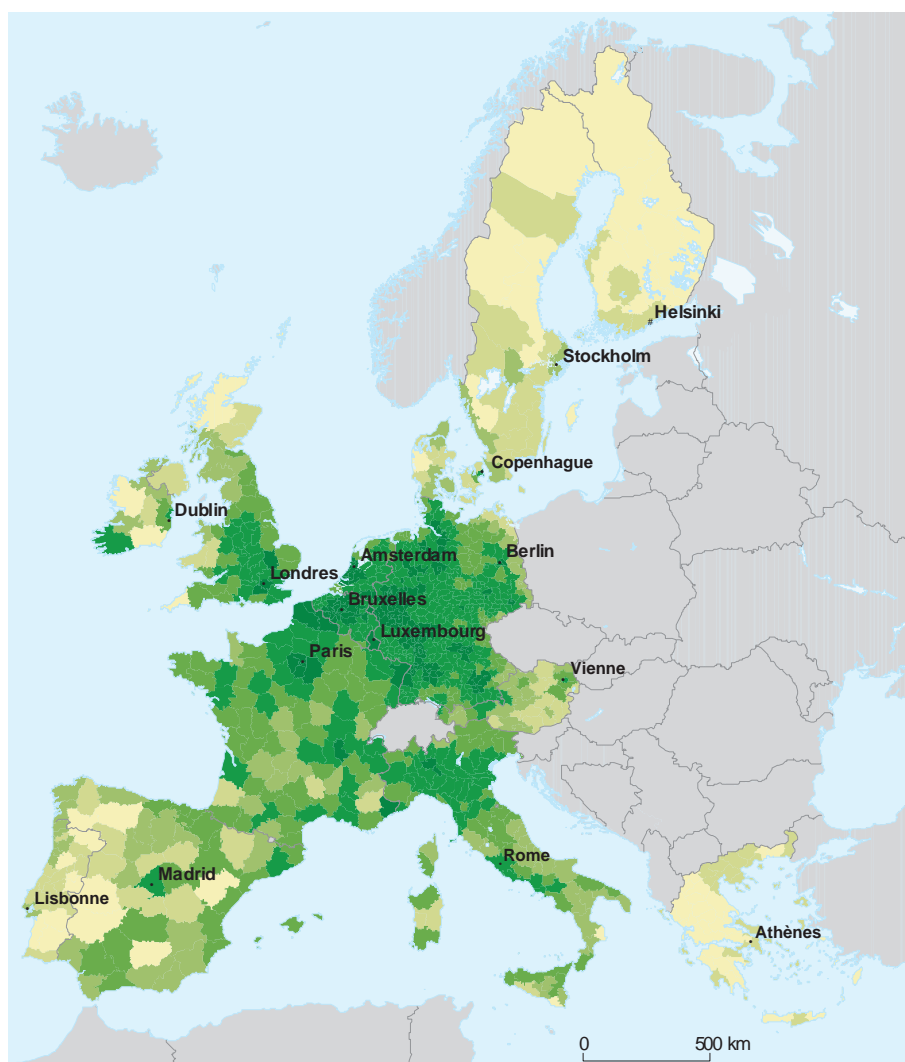 Helsinki
Stockholm
Copenhague
Dublin
Amsterdam
Berlin
Londres
Bruxelles
Luxembourg
Paris
Vienne
Rome
Madrid
Lisbonne
Athènes
0 500 km